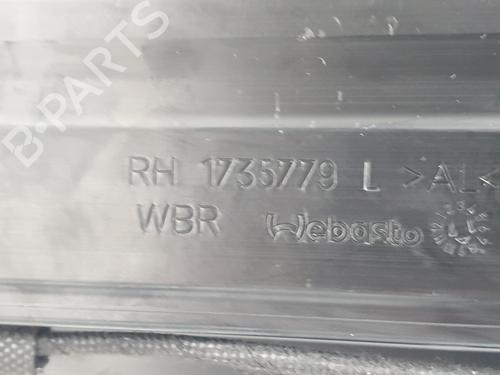 B-PARTS
RH 1735779 L >AL<
WBR Webasto